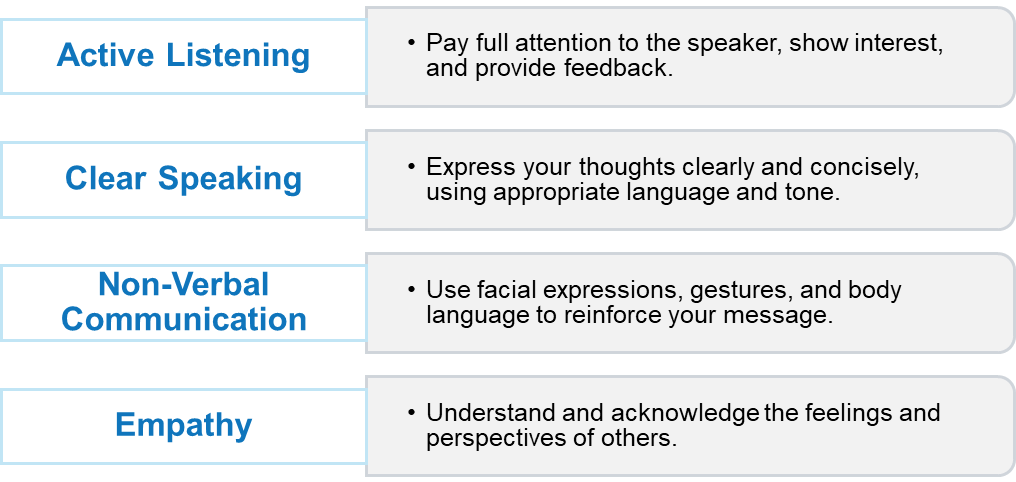 Active Listening
• Pay full attention to the speaker, show interest,
and provide feedback.
Clear Speaking
• Express your thoughts clearly and concisely,
using appropriate language and tone.
Non-Verbal
Communication
• Use facial expressions, gestures, and body
language to reinforce your message.
Empathy
• Understand and acknowledge the feelings and
perspectives of others.